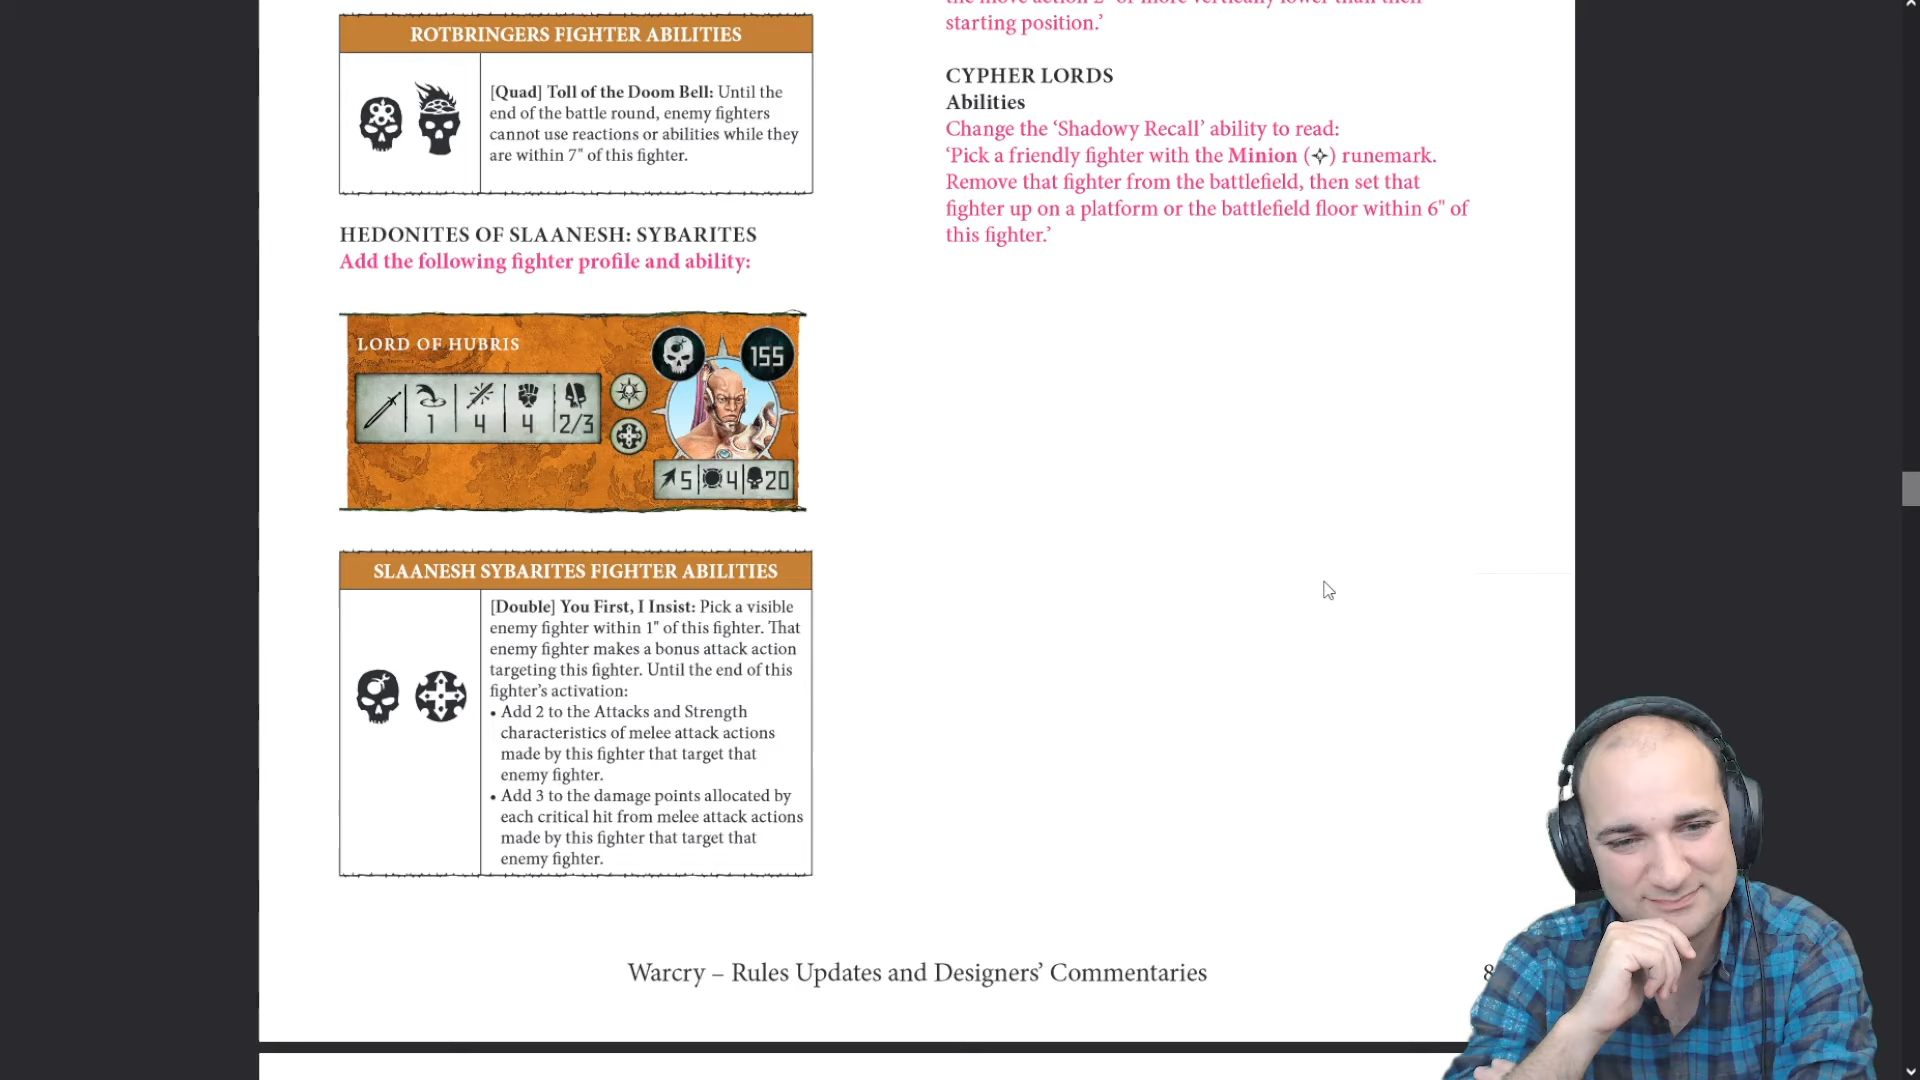 ROTBRINGERS FIGHTER ABILITIES
[Quad] Toll of the Doom Bell: Until the
end of the battle round, enemy fighters
cannot use reactions or abilities while they
are within 7" of this fighter.
HEDONITES OF SLAANESH: SYBARITES
Add the following fighter profile and ability:
LORD OF HUBRIS
155
1 4 4 2/3
5 4 20
SLAANESH SYBARITES FIGHTER ABILITIES
[Double] You First, I Insist: Pick a visible
enemy fighter within 1" of this fighter. That
enemy fighter makes a bonus attack action
targeting this fighter. Until the end of this
fighter's activation:
• Add 2 to the Attacks and Strength
characteristics of melee attack actions
made by this fighter that target that
enemy fighter.
• Add 3 to the damage points allocated by
each critical hit from melee attack actions
made by this fighter that target that
enemy fighter.
starting position.’
CYPHER LORDS
Abilities
Change the ‘Shadowy Recall’ ability to read:
‘Pick a friendly fighter with the Minion () runemark.
Remove that fighter from the battlefield, then set that
fighter up on a platform or the battlefield floor within 6" of
this fighter.’
Warcry – Rules Updates and Designers’ Commentaries
8